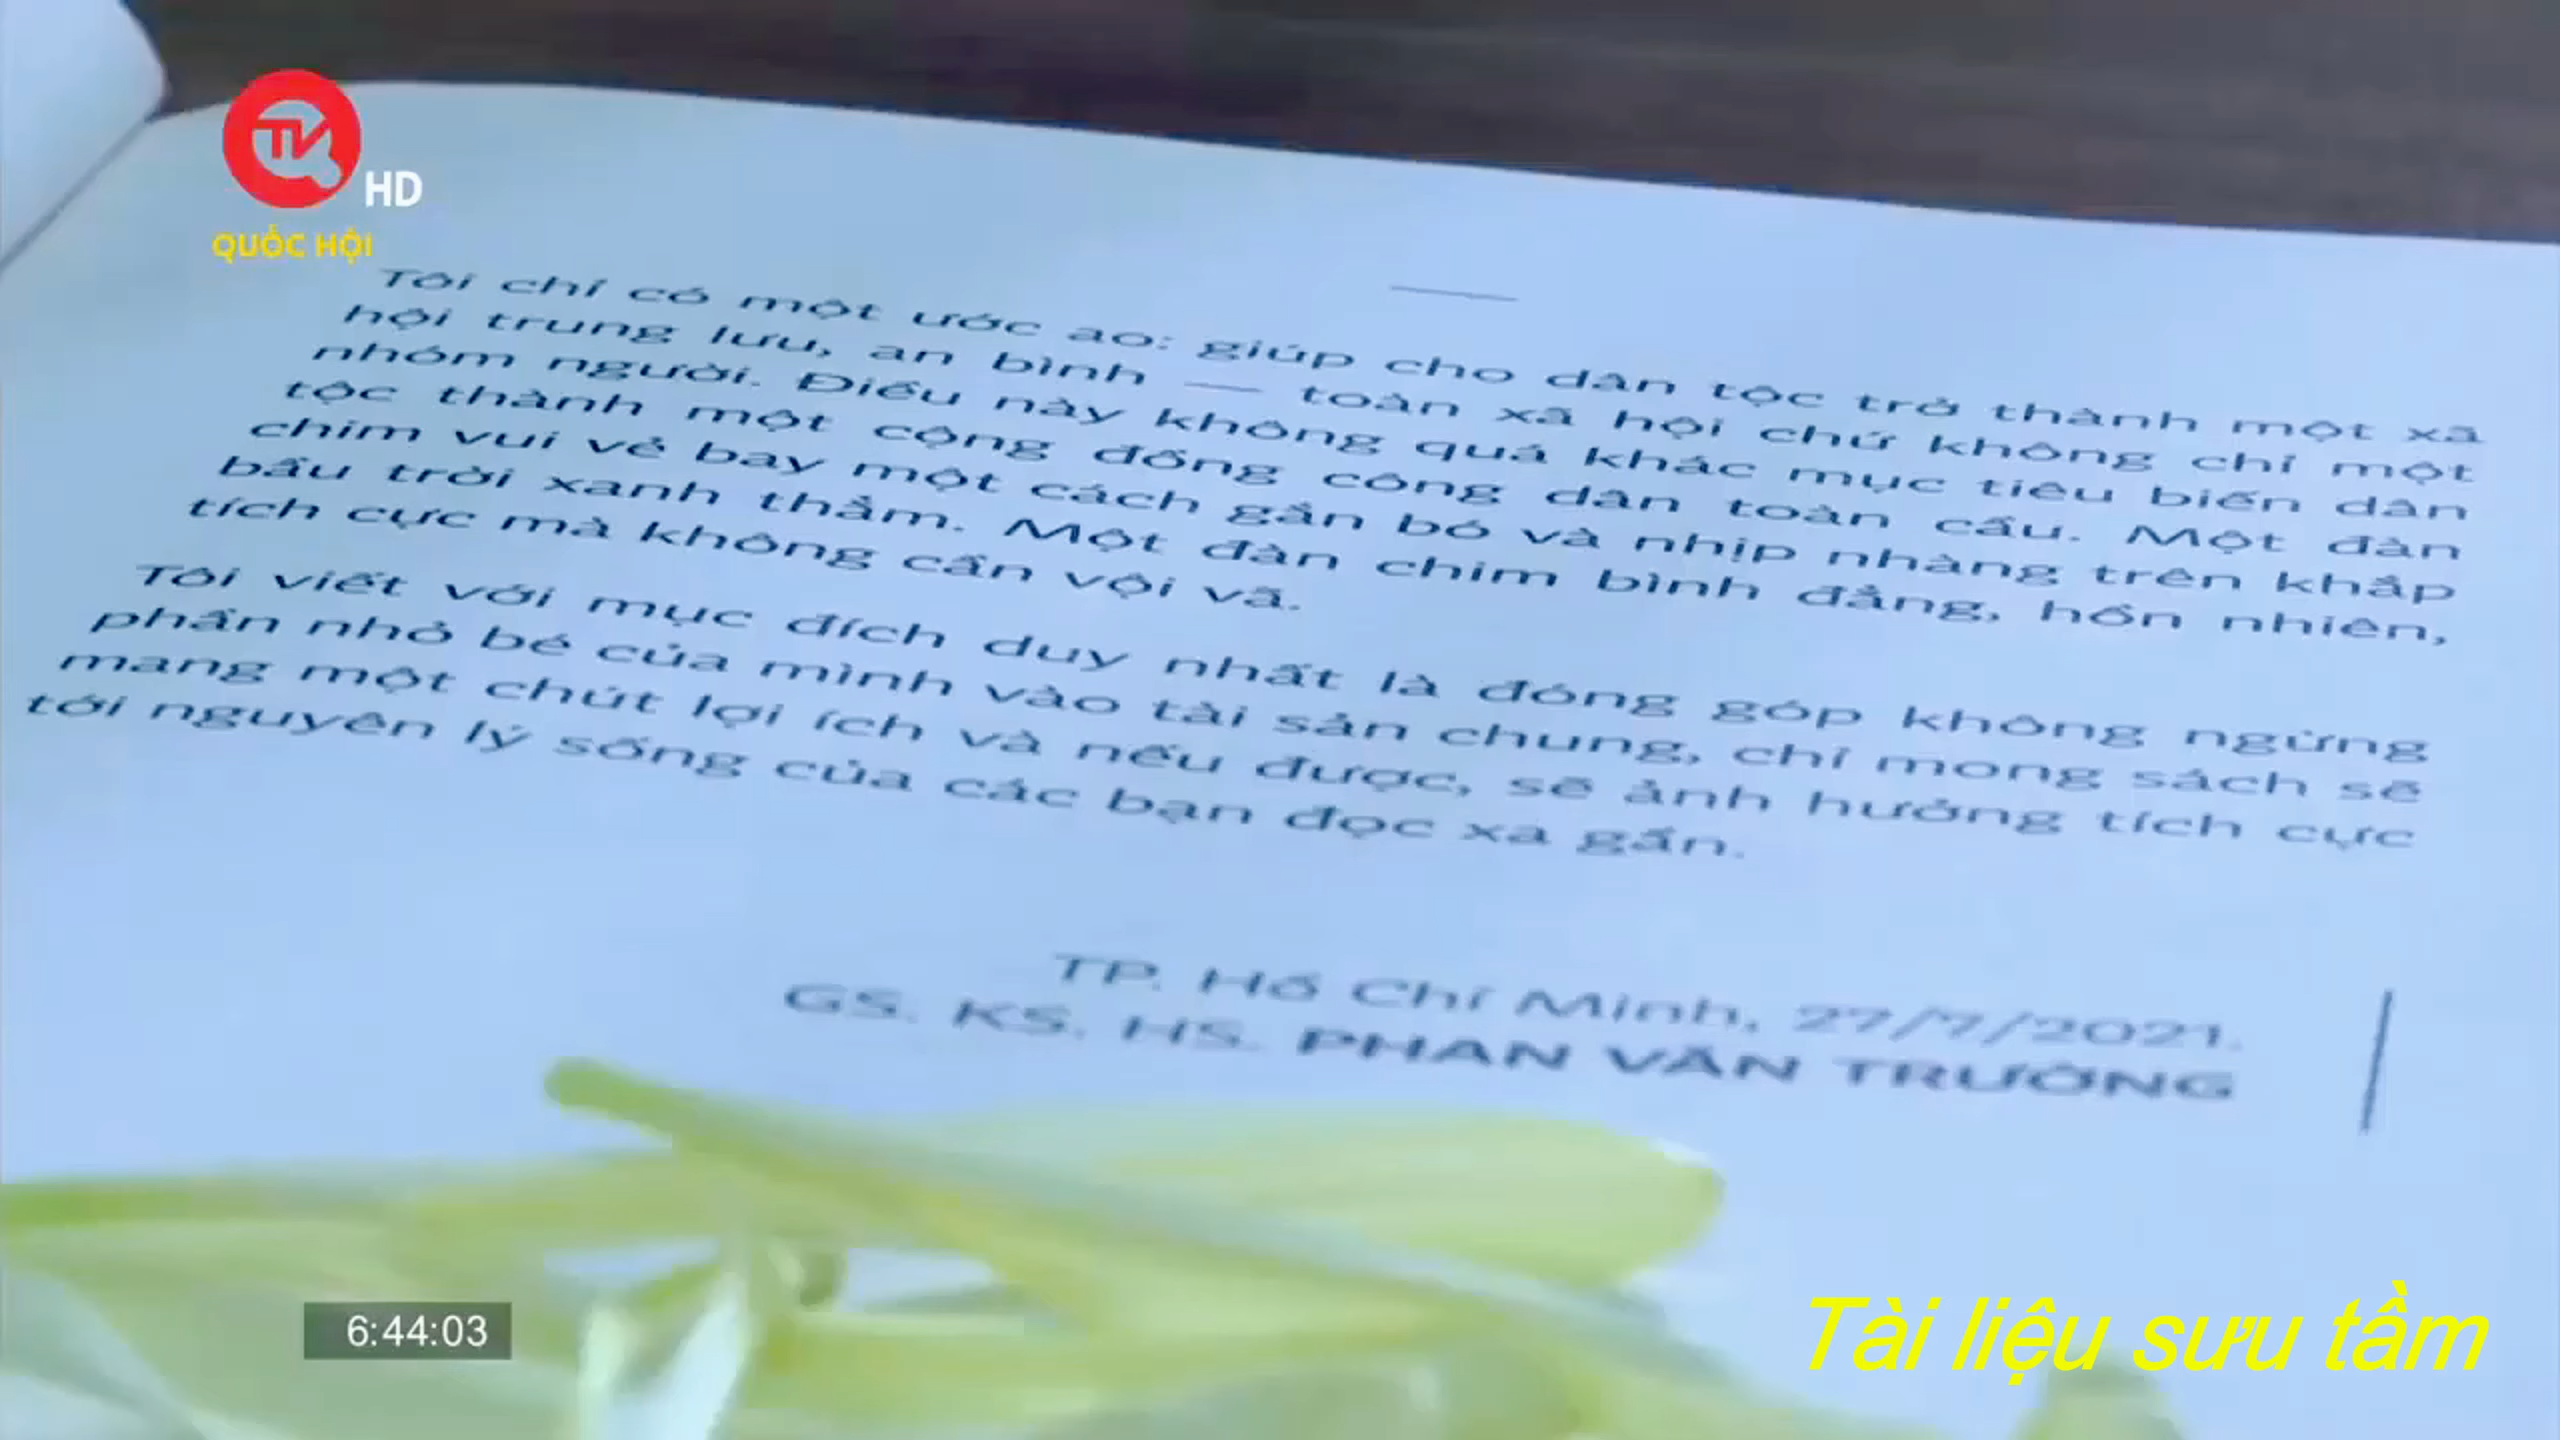 TV
HD
QUỐC HỘI
Tôi chỉ có một ước ao: giúp cho dân tộc trở thành một xã
hội trung lưu, an bình — toàn xã hội chứ không chỉ một
nhóm người. Điều này không quá khác mục tiêu biến dân
tộc thành một cộng đồng công dân toàn cầu. Một đàn
chim vui vẻ bay một cách gắn bó và nhịp nhàng trên khắp
bầu trời xanh thẳm. Một đàn chim bình đẳng, hồn nhiên,
tích cực mà không cần vội vã.
Tôi viết với mục đích duy nhất là đóng góp không ngừng
phần nhỏ bé của mình vào tài sản chung, chỉ mong sách sẽ
mang một chút lợi ích và nếu được, sẽ ảnh hưởng tích cực
tới nguyên lý sống của các bạn đọc xa gần.
TP. Hồ Chí Minh, 27/7/2021.
GS. KS. HS. PHAN VĂN TRƯỜNG
6:44:03
Tài liệu sưu tầm